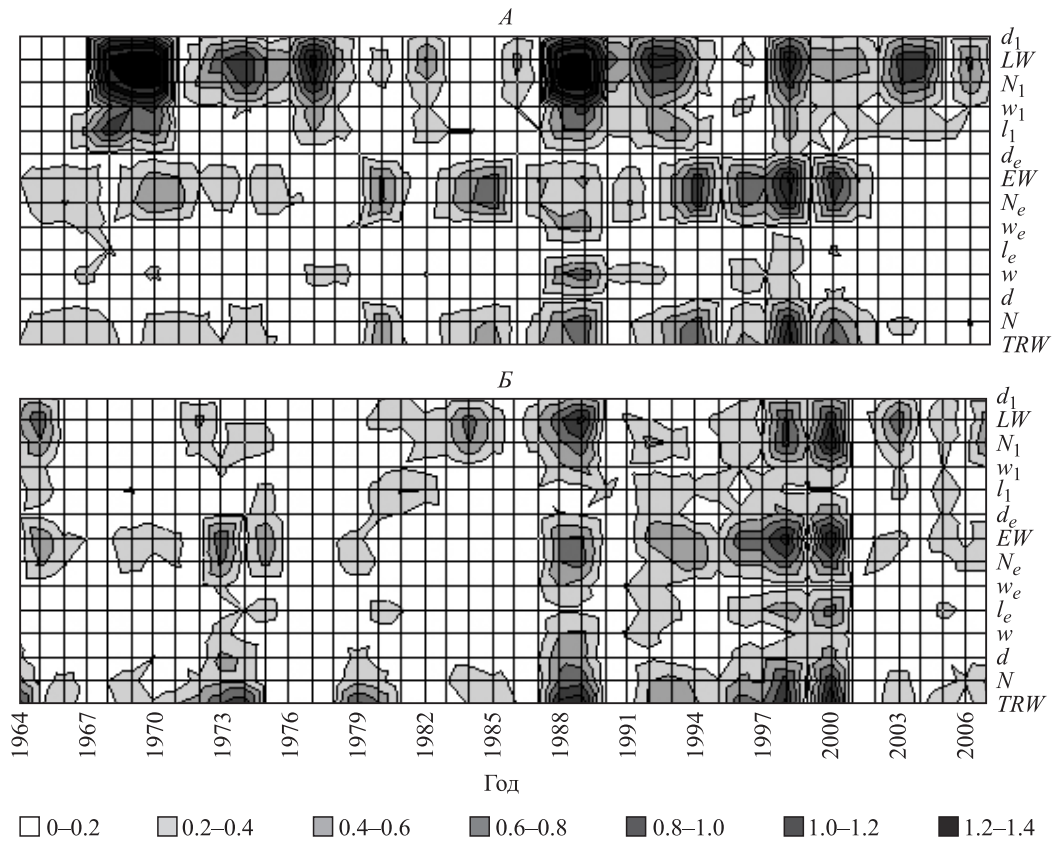 А
d1
LW
N1
w1
l1
de
EW
Ne
we
le
w
d
N
TRW
Б
d1
LW
N1
w1
l1
de
EW
Ne
we
le
w
d
N
TRW
1964 1967 1970 1973 1976 1979 1982 1985 1988 1991 1994 1997 2000 2003 2006
Год
0–0.2 0.2–0.4 0.4–0.6 0.6–0.8 0.8–1.0 1.0–1.2 1.2–1.4